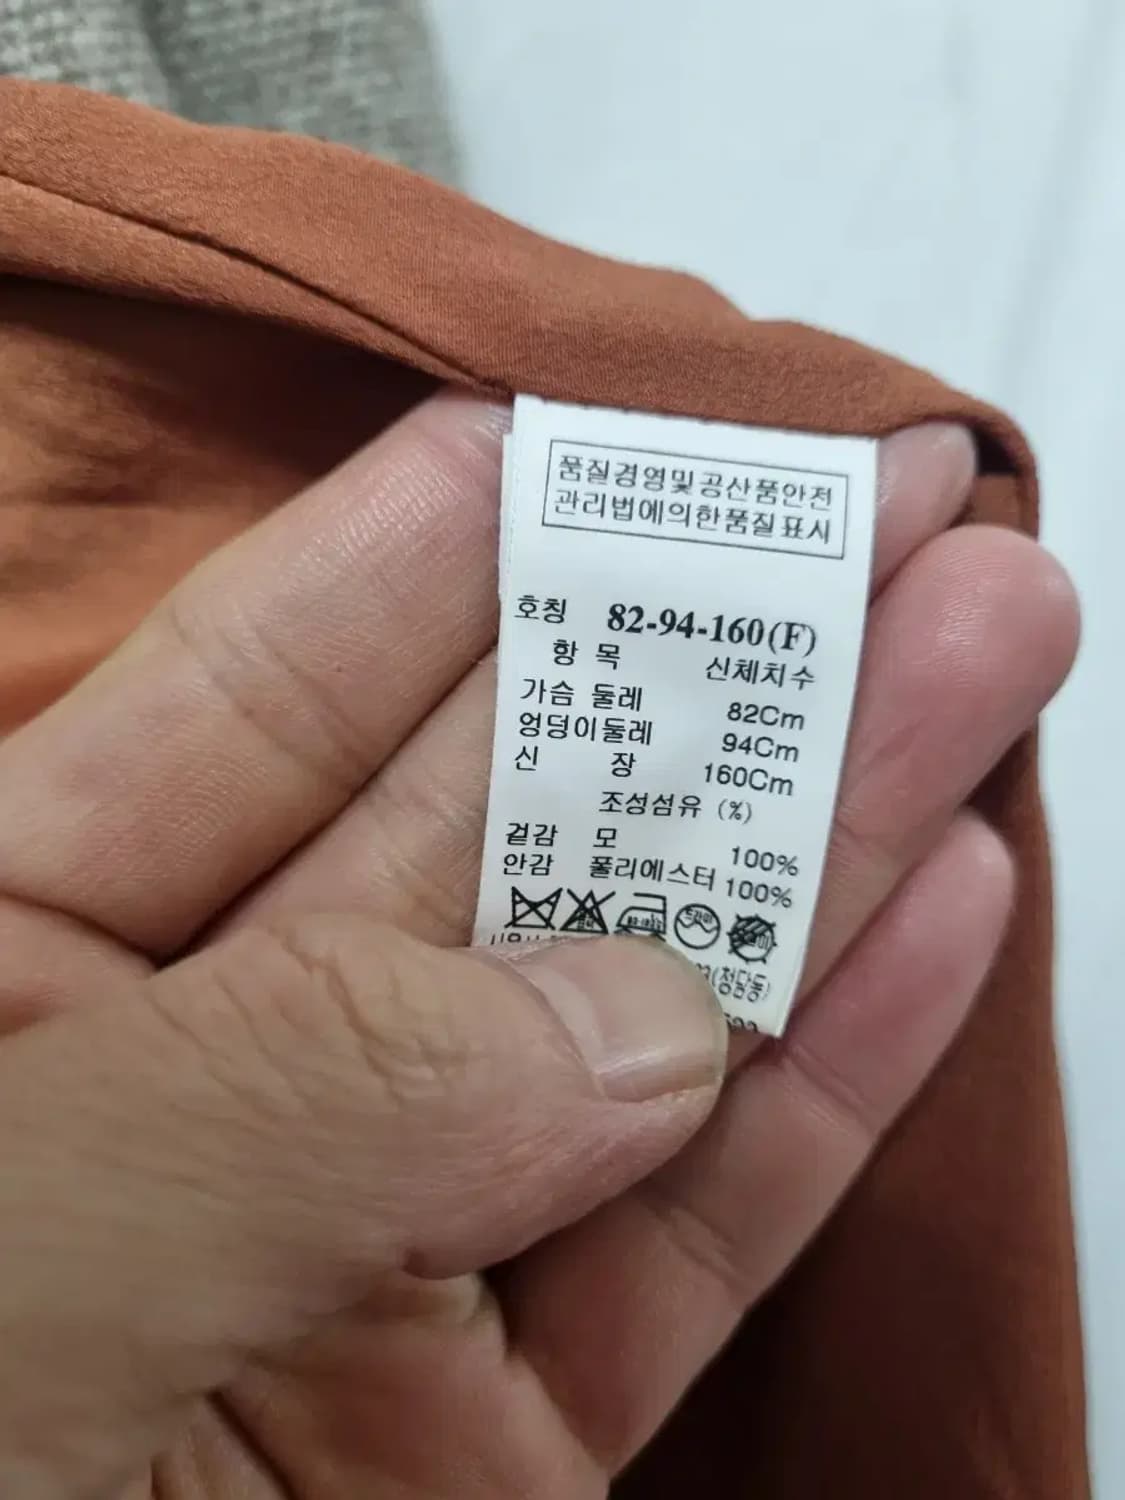 품질경영및공산품안전
관리법에의한품질표시
호칭 82-94-160(F)
항 목 신체치수
가슴 둘레 82Cm
엉덩이둘레 94Cm
신 장 160Cm
조성섬유 (%)
겉감 모 100%
안감 폴리에스터 100%
드라이
(청담동)